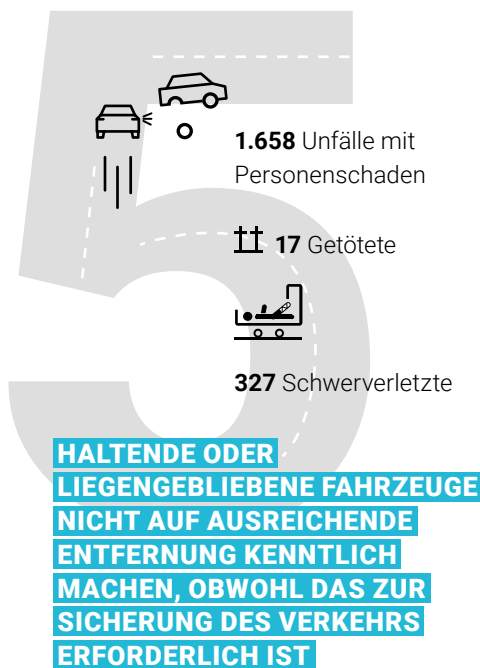 5
1.658 Unfälle mit
Personenschaden
17 Getötete
327 Schwerverletzte
HALTENDE ODER
LIEGENGEBLIEBENE FAHRZEUGE
NICHT AUF AUSREICHENDE
ENTFERNUNG KENNTLICH
MACHEN, OBWOHL DAS ZUR
SICHERUNG DES VERKEHRS
ERFORDERLICH IST